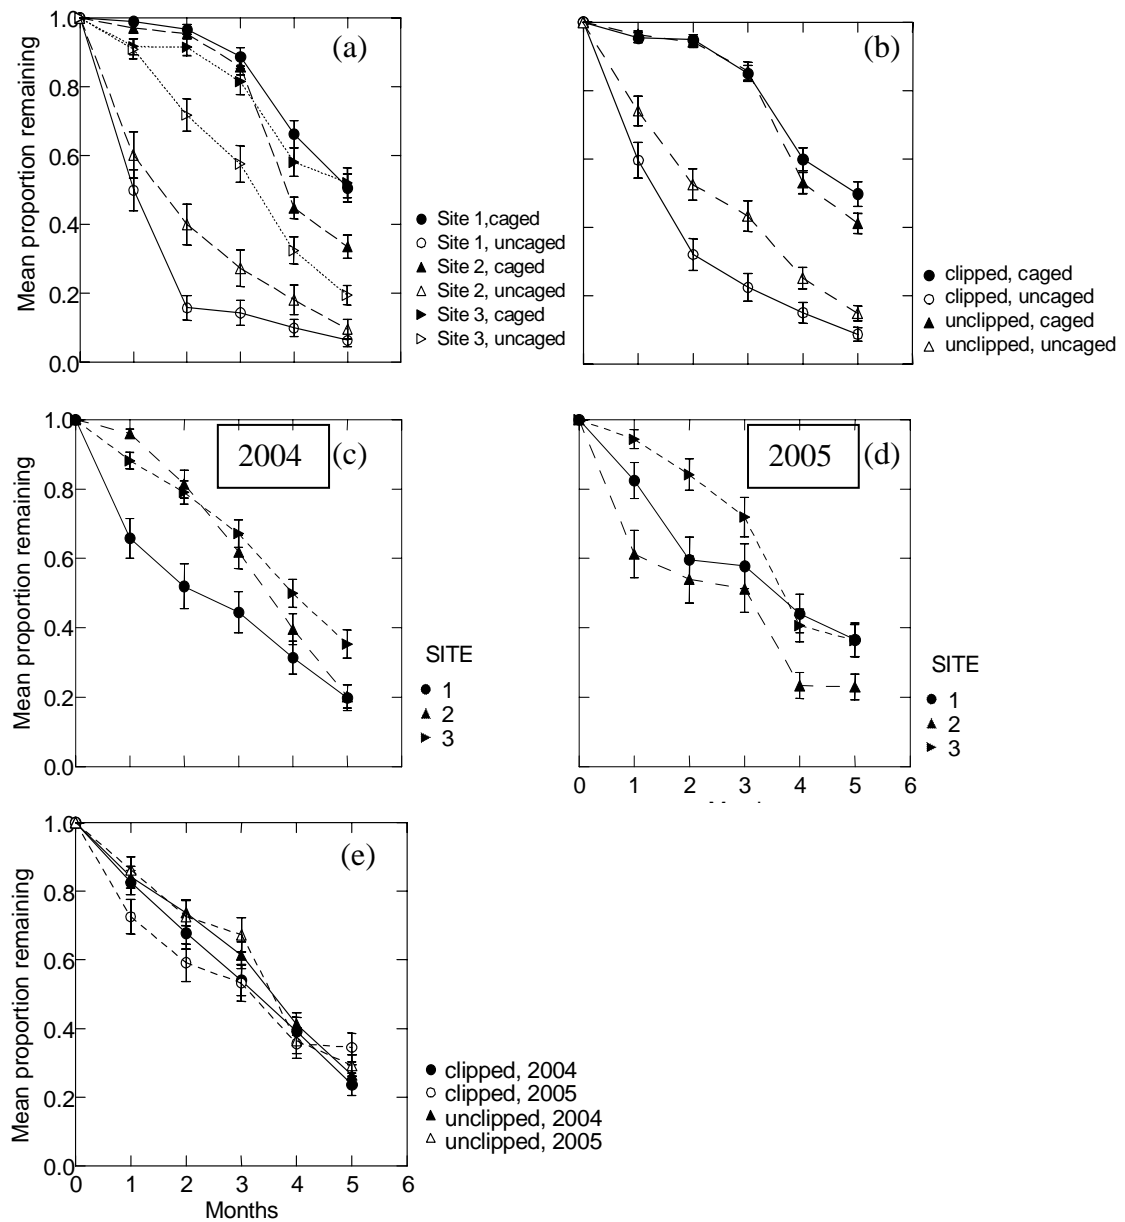 (a)
Mean proportion remaining
1.0
0.8
0.6
0.4
0.2
0.0
Site 1,caged
Site 1, uncaged
Site 2, caged
Site 2, uncaged
Site 3, caged
Site 3, uncaged
(b)
clipped, caged
clipped, uncaged
unclipped, caged
unclipped, uncaged
2004
(c)
Mean proportion remaining
1.0
0.8
0.6
0.4
0.2
0.0
SITE
1
2
3
2005
(d)
SITE
1
2
3
0 1 2 3 4 5 6
(e)
Mean proportion remaining
1.0
0.8
0.6
0.4
0.2
0 1 2 3 4 5 6
Months
clipped, 2004
clipped, 2005
unclipped, 2004
unclipped, 2005